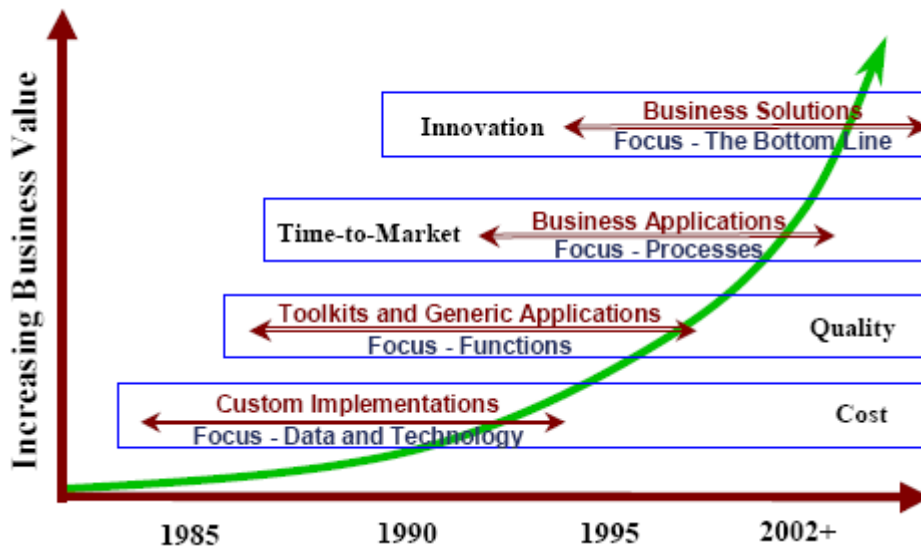 Increasing Business Value
Innovation
Business Solutions
Focus - The Bottom Line
Time-to-Market
Business Applications
Focus - Processes
Toolkits and Generic Applications
Focus - Functions
Quality
Custom Implementations
Focus - Data and Technology
Cost
1985 1990 1995 2002+